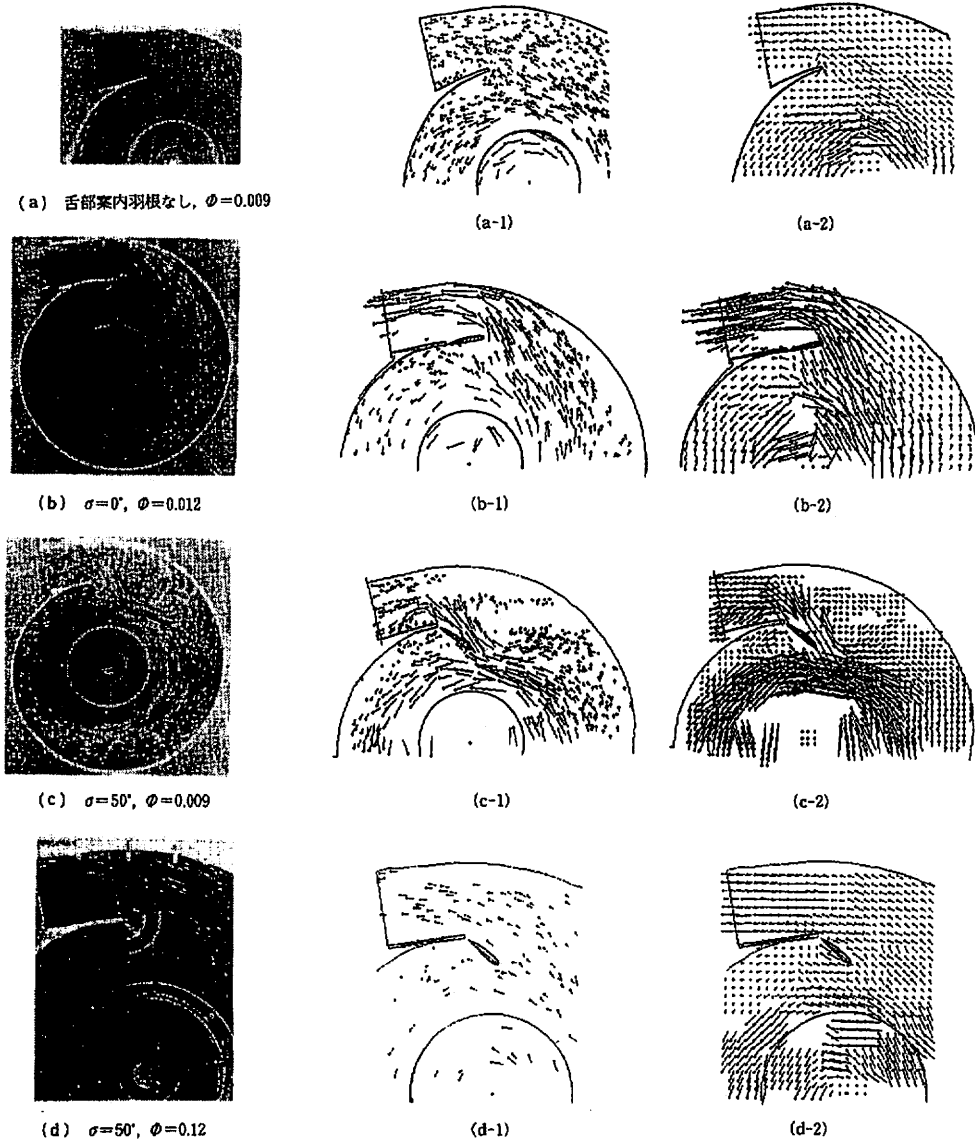 (a) 舌部案内羽根なし, Φ=0.009
(a-1)
(a-2)
(b) σ=0°, Φ=0.012
(b-1)
(b-2)
(c) σ=50°, Φ=0.009
(c-1)
(c-2)
(d) σ=50°, Φ=0.12
(d-1)
(d-2)